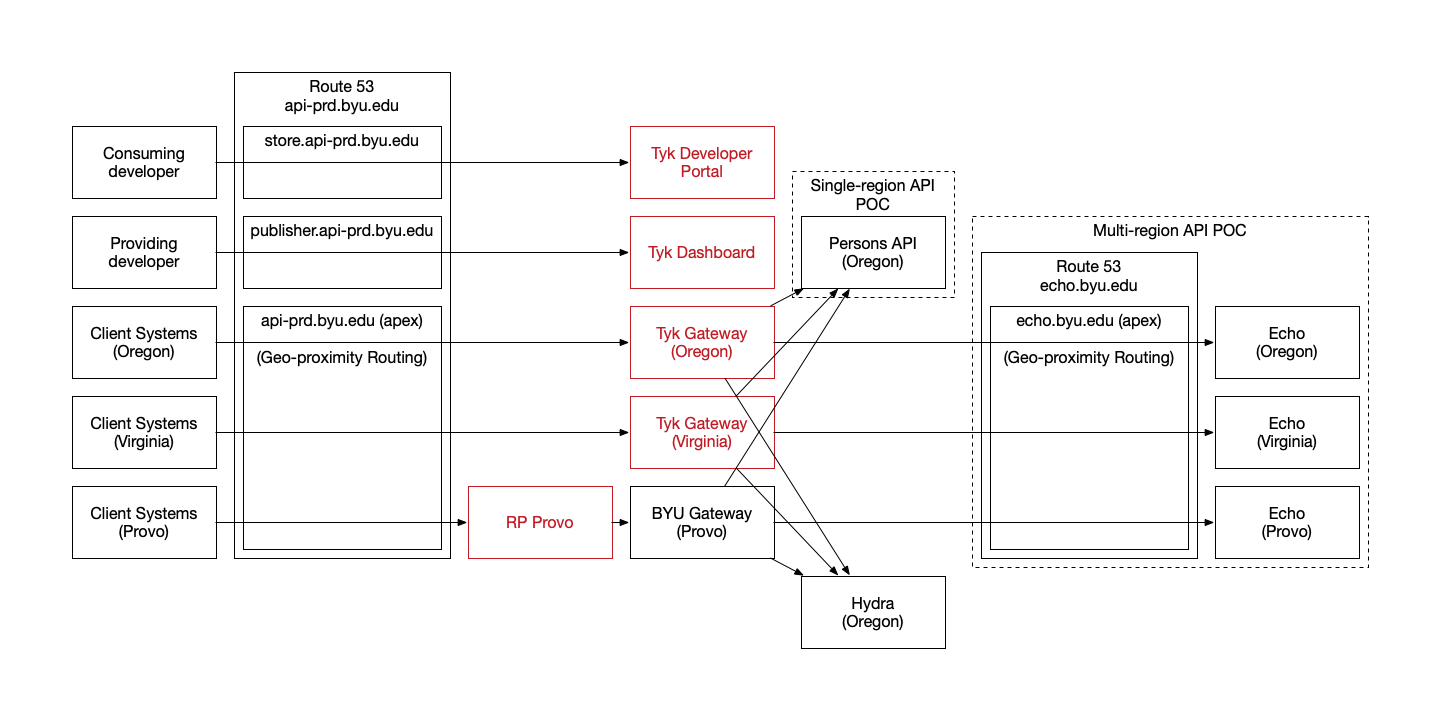 Route 53
api-prd.byu.edu
Consuming
developer
store.api-prd.byu.edu
Tyk Developer
Portal
Providing
developer
publisher.api-prd.byu.edu
Tyk Dashboard
Single-region API
POC
Persons API
(Oregon)
Client Systems
(Oregon)
api-prd.byu.edu (apex)
(Geo-proximity Routing)
Tyk Gateway
(Oregon)
Client Systems
(Virginia)
Tyk Gateway
(Virginia)
Client Systems
(Provo)
RP Provo
BYU Gateway
(Provo)
Hydra
(Oregon)
Multi-region API POC
Route 53
echo.byu.edu
echo.byu.edu (apex)
(Geo-proximity Routing)
Echo
(Oregon)
Echo
(Virginia)
Echo
(Provo)